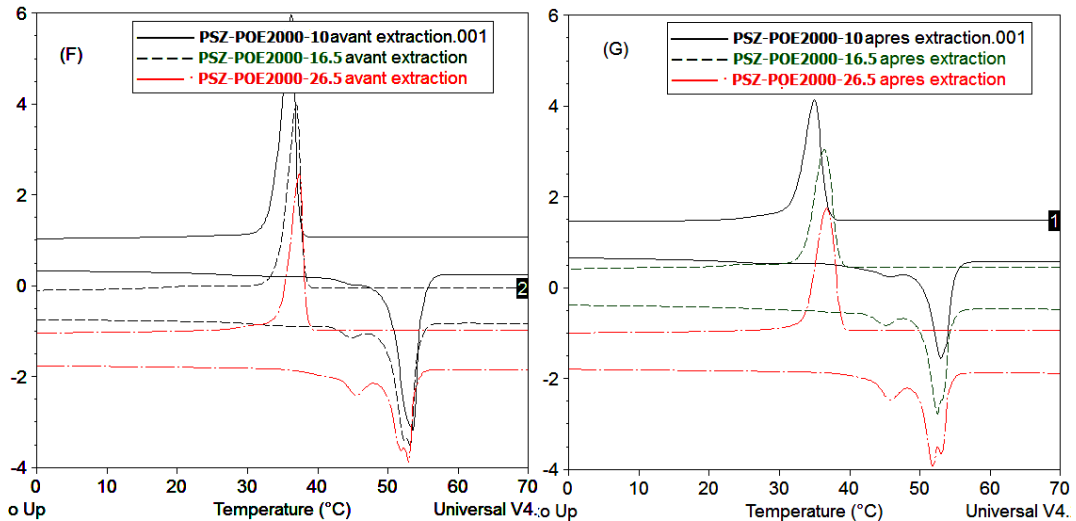 (F)
PSZ-POE2000-10 avant extraction.001
PSZ-POE2000-16.5 avant extraction
PSZ-POE2000-26.5 avant extraction
6
4
2
0
-2
-4
2
0 10 20 30 40 50 60 70
o Up Temperature (°C) Universal V4.
(G)
PSZ-POE2000-10 apres extraction.001
PSZ-POE2000-16.5 apres extraction
PSZ-POE2000-26.5 apres extraction
6
4
2
0
-2
-4
1
0 10 20 30 40 50 60 70
:o Up Temperature (°C) Universal V4.